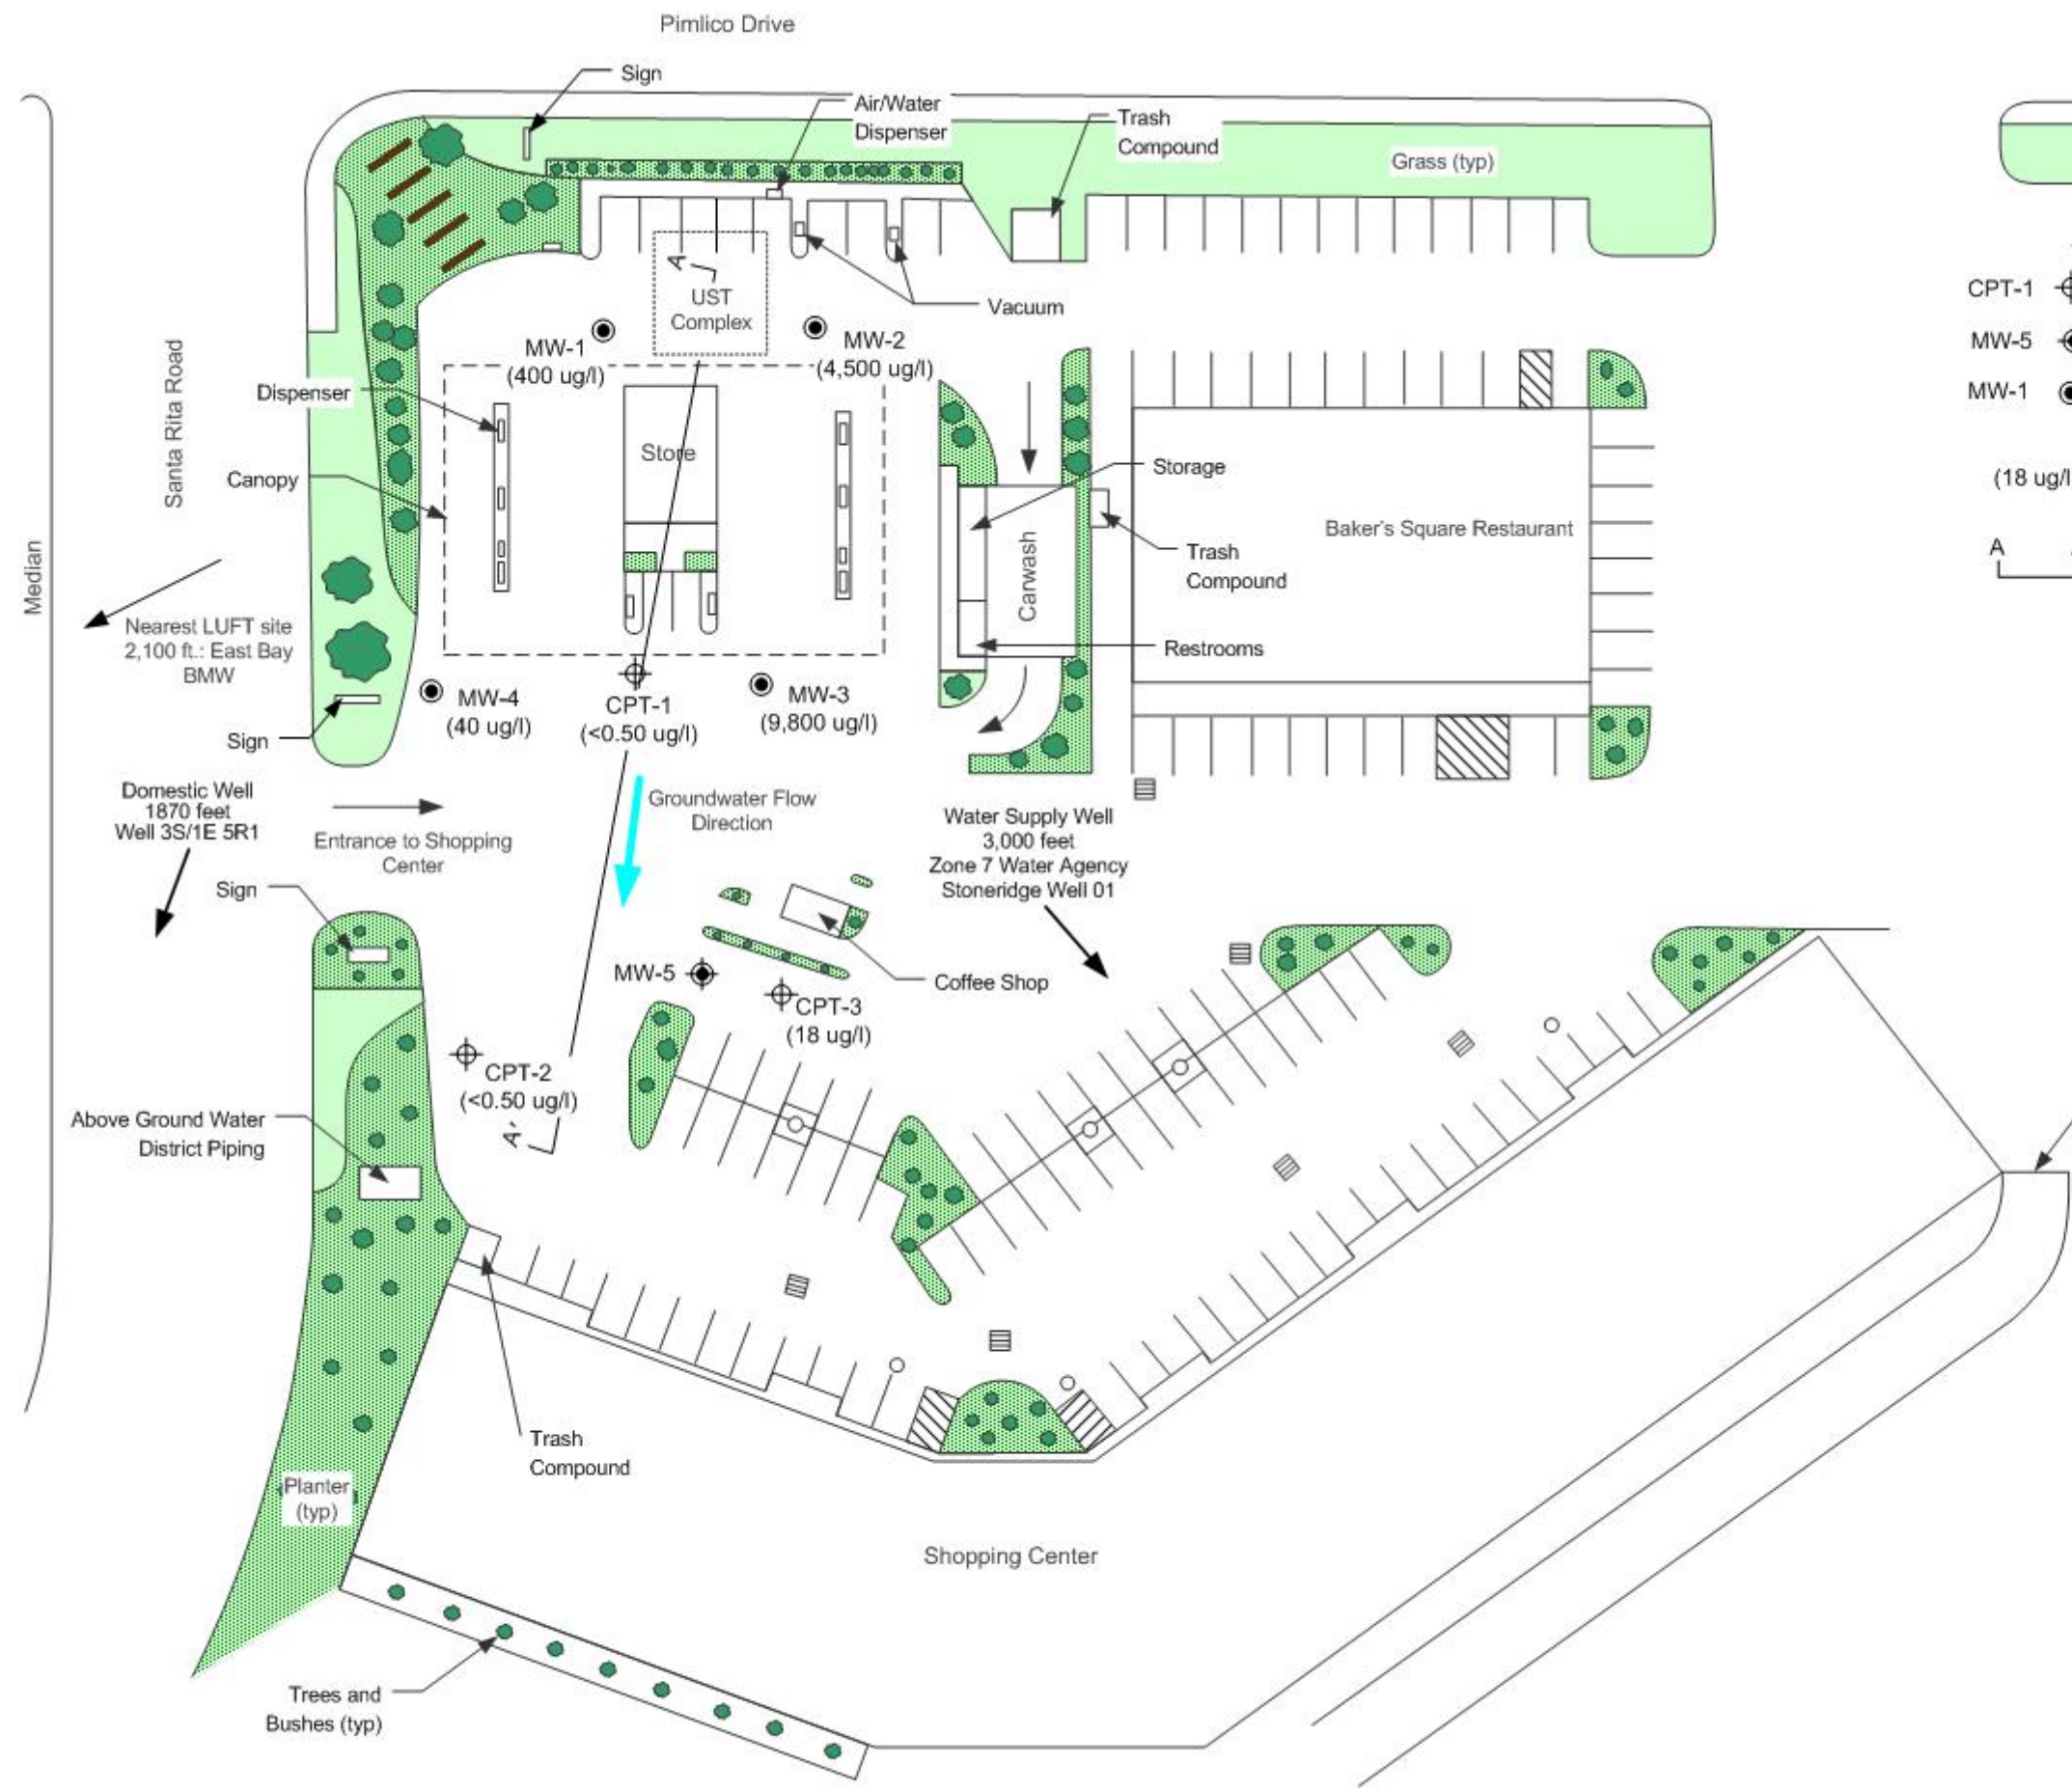 Pimlico Drive
Sign
Air/Water
Dispenser
Trash
Compound
Grass (typ)
A
UST
Complex
Vacuum
CPT-1
MW-5
MW-1
(18 ug/l
A
MW-1
(400 ug/l)
MW-2
(4,500 ug/l)
Santa Rita Road
Dispenser
Store
Canopy
Storage
Baker's Square Restaurant
Carwash
Trash
Compound
Restrooms
Median
Nearest LUFT site
2,100 ft.: East Bay
BMW
Sign
MW-4
(40 ug/l)
CPT-1
(<0.50 ug/l)
MW-3
(9,800 ug/l)
Domestic Well
1870 feet
Well 3S/1E 5R1
Entrance to Shopping
Center
Groundwater Flow
Direction
Water Supply Well
3,000 feet
Zone 7 Water Agency
Stoneridge Well 01
Sign
MW-5
Coffee Shop
CPT-3
(18 ug/l)
CPT-2
(<0.50 ug/l)
A'
Above Ground Water
District Piping
Trash
Compound
Planter
(typ)
Shopping Center
Trees and
Bushes (typ)